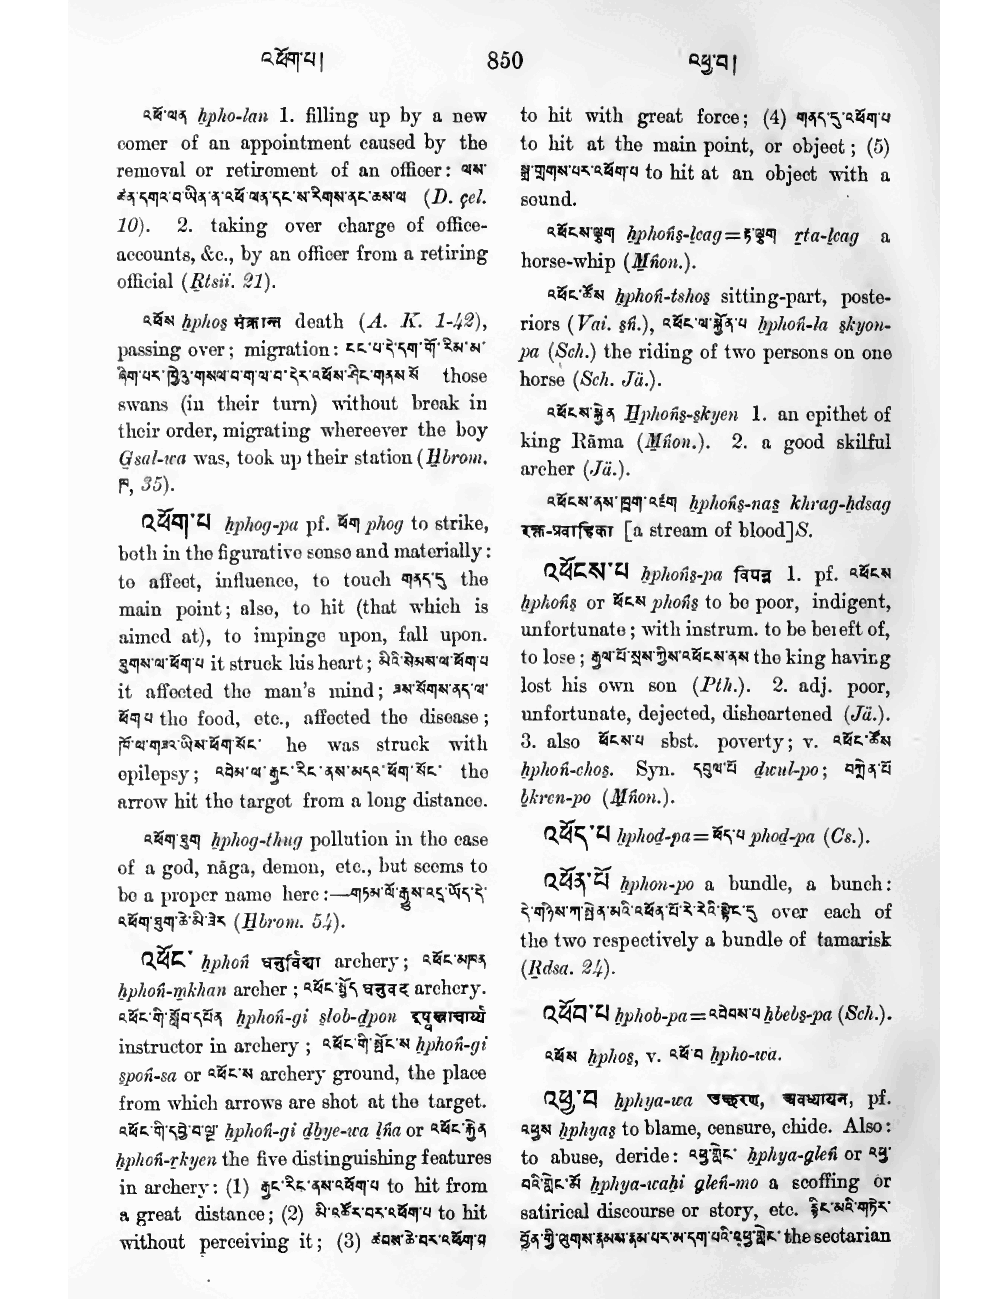 འཕོག་པ།
850
འཕྱ་བ།
འཕོ་ལན ḥpho-lan 1. filling up by a new
comer of an appointment caused by the
removal or retirement of an officer: ལས་
(D. çel.
10). 2. taking over charge of office-
accounts, &c., by an officer from a retiring
official (Rtsii. 21).
འཕོས ḥphos संक्रान्त death (A. K. 1-42),
passing over; migration: ངང་པ་དེ་དག་གོ་རིམ་མ་
those
swans (in their turn) without break in
their order, migrating whereever the boy
Gsal-wa was, took up their station (Ḥbrom.
F, 35).
འཕོག་པ ḥphog-pa pf. ཕོག phog to strike,
both in the figurative sense and materially:
to affect, influence, to touch གནད་དུ the
main point; also, to hit (that which is
aimed at), to impinge upon, fall upon.
ཐུགས་ལ་ཕོག་པ it struck his heart; མིའི་སེམས་ལ་ཕོག་པ
it affected the man's mind; ཟས་སོགས་ནད་ལ་
ཕོག་པ the food, etc., affected the disease;
ཁོ་ལ་གཟའ་ཡིས་ཕོག་སོང་ he was struck with
epilepsy; འབེམ་ལ་རྒྱང་རིང་ནས་མདའ་ཕོག་སོང་ the
arrow hit the target from a long distance.
འཕོག་ཐུག ḥphog-thug pollution in the case
of a god, nāga, demon, etc., but seems to
be a proper name here:—གཏམ་པོ་རྒྱུས་འདྲ་ཡོད་དེ་
འཕོག་ཐུག་ཆེ་མི་ཟེར (Ḥbrom. 54).
འཕོང་ ḥphoṅ धनुर्विद्या archery; འཕོང་མཁན
ḥphoṅ-mkhan archer; འཕོང་སྤྱོད धनुवर archery.
འཕོང་གི་སློབ་དཔོན ḥphoṅ-gi slob-dpon इष्वस्त्राचार्य्य
instructor in archery; འཕོང་གི་སྤོང་ས ḥphoṅ-gi
spoṅ-sa or འཕོང་ས archery ground, the place
from which arrows are shot at the target.
འཕོང་གི་དབྱེ་བ་ལྔ་ ḥphoṅ-gi dbye-wa lṅa or འཕོང་རྐྱེན
ḥphoṅ-rkyen the five distinguishing features
in archery: (1) རྒྱང་རིང་ནས་འཕོག་པ to hit from
a great distance; (2) མི་འཚོར་བར་འཕོག་པ to hit
without perceiving it; (3) ཚབས་ཆེ་བར་འཕོག་པ
to hit with great force; (4) གནད་དུ་འཕོག་པ
to hit at the main point, or object; (5)
སྒྲ་གྲགས་པར་འཕོག་པ to hit at an object with a
sound.
འཕོངས་ལྕག ḥphoṅs-lcag=རྟ་ལྕག rta-lcag a
horse-whip (Mṅon.).
འཕོང་ཚོས ḥphoṅ-tshos sitting-part, poste-
riors (Vai. sṅ.), འཕོང་ལ་སྐྱོན་པ ḥphoṅ-la skyon-
pa (Sch.) the riding of two persons on one
horse (Sch. Jä.).
འཕོངས་སྐྱེན Ḥphoṅs-skyen 1. an epithet of
king Rāma (Mṅon.). 2. a good skilful
archer (Jä.).
འཕོངས་ནས་ཁྲག་འཛག ḥphoṅs-nas khrag-ḥdsag
रक्त-प्रवाहिका [a stream of blood]S.
འཕོངས་པ ḥphoṅs-pa विपन्न 1. pf. འཕོངས
ḥphoṅs or ཕོངས phoṅs to be poor, indigent,
unfortunate; with instrum. to be bereft of,
to lose; རྒྱལ་པོ་སྲས་ཀྱིས་འཕོངས་ནས the king having
lost his own son (Pth.). 2. adj. poor,
unfortunate, dejected, disheartened (Jä.).
3. also ཕོངས་པ sbst. poverty; v. འཕོང་ཆོས
ḥphoṅ-chos. Syn. དབུལ་པོ dwul-po; བཀྲེན་པོ
bkren-po (Mṅon.).
འཕོད་པ ḥphod-pa=ཕོད་པ phod-pa (Cs.).
འཕོན་པོ ḥphon-po a bundle, a bunch:
དེ་གཉིས་ཀ་སྤེན་མའི་འཕོན་པོ་རེ་རེའི་སྟེང་དུ over each of
the two respectively a bundle of tamarisk
(Rdsa. 24).
འཕོབ་པ ḥphob-pa=འབེབས་པ ḥbebs-pa (Sch.).
འཕོས ḥphos, v. འཕོ་བ ḥpho-wa.
འཕྱ་བ ḥphya-wa उच्छरण, अवध्यायन, pf.
འཕྱས ḥphyas to blame, censure, chide. Also:
to abuse, deride: འཕྱ་གླེང་ ḥphya-gleṅ or འཕྱ་
བའི་གླེང་མོ ḥphya-waḥi gleṅ-mo a scoffing or
satirical discourse or story, etc. རྙིང་མའི་གཏེར་
བྱོན་གྱི་ལུགས་རྣམས་རྣམ་པར་མ་དག་པའི་འཕྱ་གླེང་ the sectarian